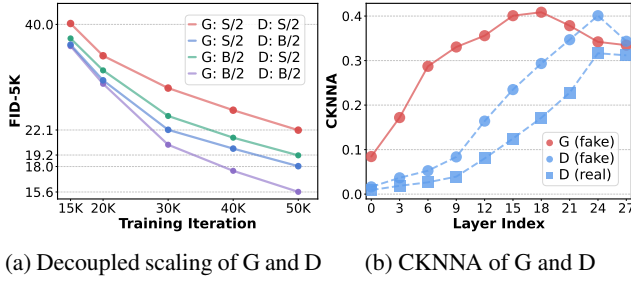 40.0
22.1
19.2
18.0
15.6
FID-5K
15K 20K 30K 40K 50K
Training Iteration
G: S/2 D: S/2
G: S/2 D: B/2
G: B/2 D: S/2
G: B/2 D: B/2
(a) Decoupled scaling of G and D
0.4
0.3
0.2
0.1
0.0
CKNNA
0 3 6 9 12 15 18 21 24 27
Layer Index
G (fake)
D (fake)
D (real)
(b) CKNNA of G and D